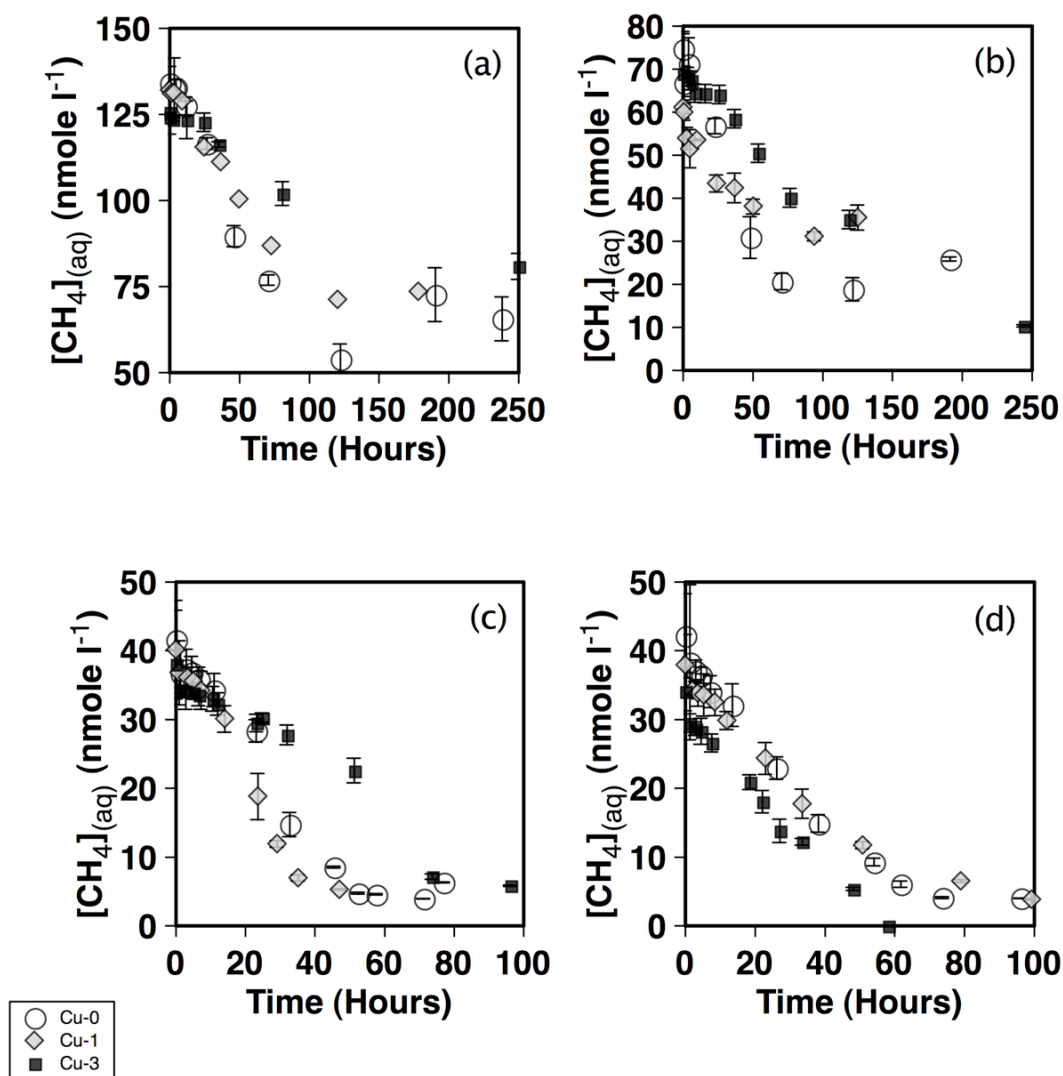 (a)
150
125
100
75
50
[CH₄](aq) (nmole l⁻¹)
0 50 100 150 200 250
Time (Hours)
(b)
80
70
60
50
40
30
20
10
0
[CH₄](aq) (nmole l⁻¹)
0 50 100 150 200 250
Time (Hours)
(c)
50
40
30
20
10
0
[CH₄](aq) (nmole l⁻¹)
0 20 40 60 80 100
Time (Hours)
(d)
50
40
30
20
10
0
[CH₄](aq) (nmole l⁻¹)
0 20 40 60 80 100
Time (Hours)
Cu-0
Cu-1
Cu-3